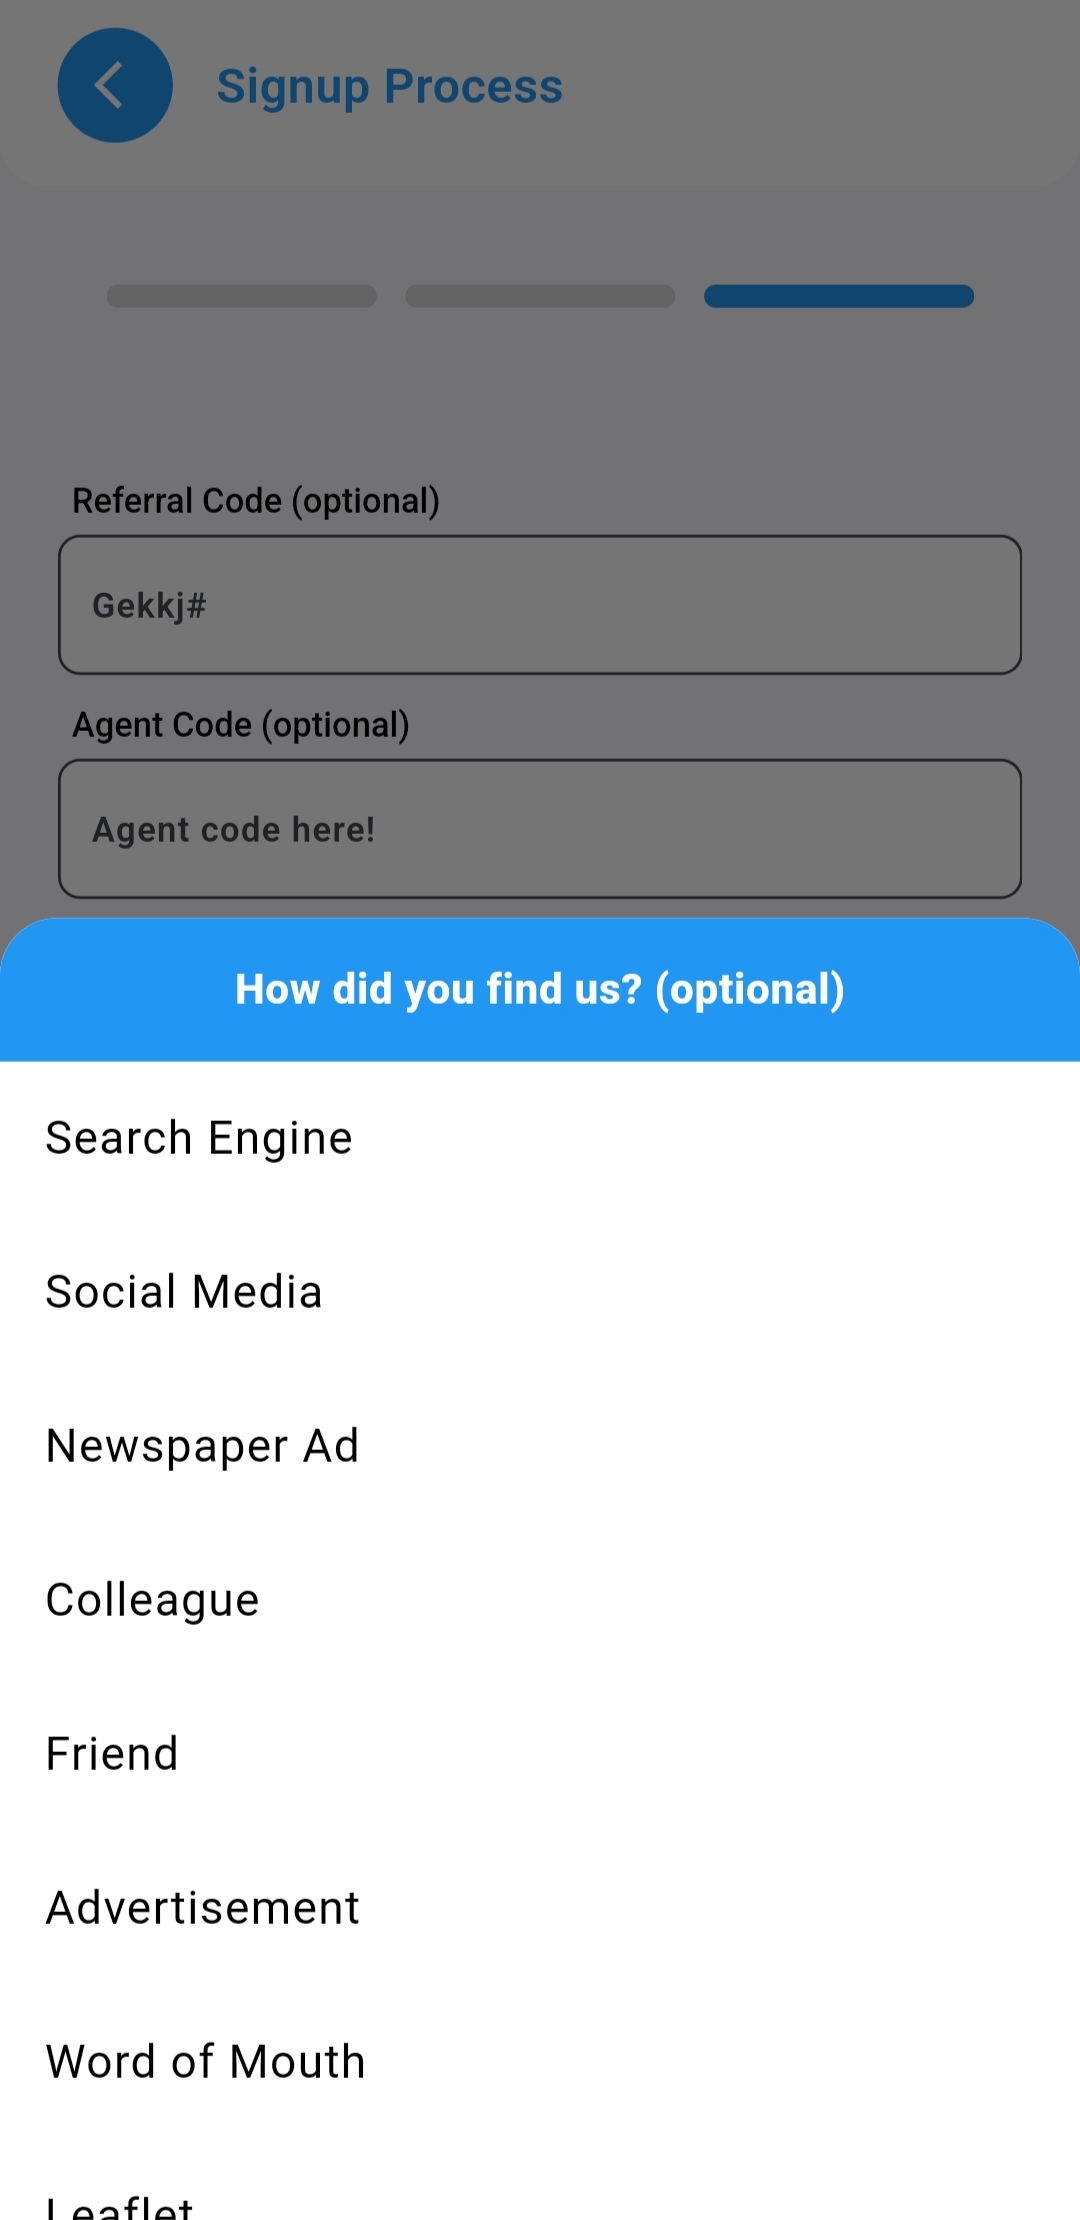 Signup Process
Referral Code (optional)
Gekkj#
Agent Code (optional)
Agent code here!
How did you find us? (optional)
Search Engine
Social Media
Newspaper Ad
Colleague
Friend
Advertisement
Word of Mouth
Leaflet